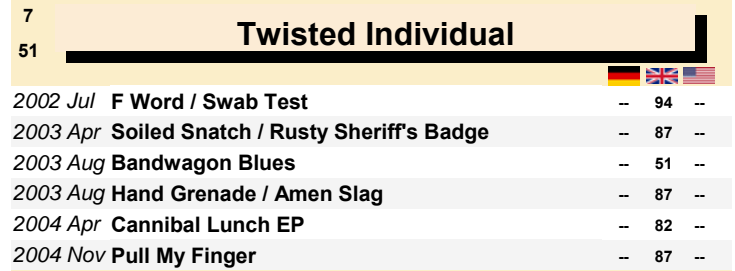 7
51
Twisted Individual
2002 Jul F Word / Swab Test -- 94 --
2003 Apr Soiled Snatch / Rusty Sheriff's Badge -- 87 --
2003 Aug Bandwagon Blues -- 51 --
2003 Aug Hand Grenade / Amen Slag -- 87 --
2004 Apr Cannibal Lunch EP -- 82 --
2004 Nov Pull My Finger -- 87 --